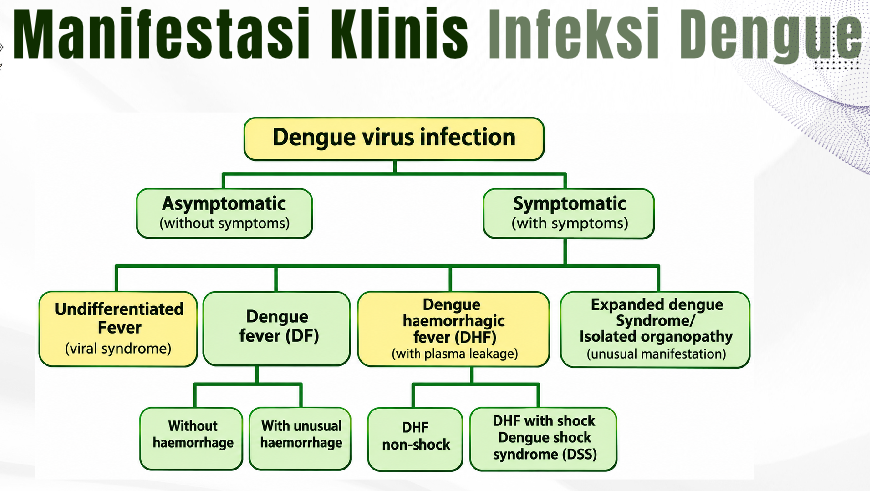 Manifestasi Klinis Infeksi Dengue
Dengue virus infection
Asymptomatic
(without symptoms)
Symptomatic
(with symptoms)
Undifferentiated
Fever
(viral syndrome)
Dengue
fever (DF)
Dengue
haemorrhagic
fever (DHF)
(with plasma leakage)
Expanded dengue
Syndrome/
Isolated organopathy
(unusual manifestation)
Without
haemorrhage
With unusual
haemorrhage
DHF
non-shock
DHF with shock
Dengue shock
syndrome (DSS)